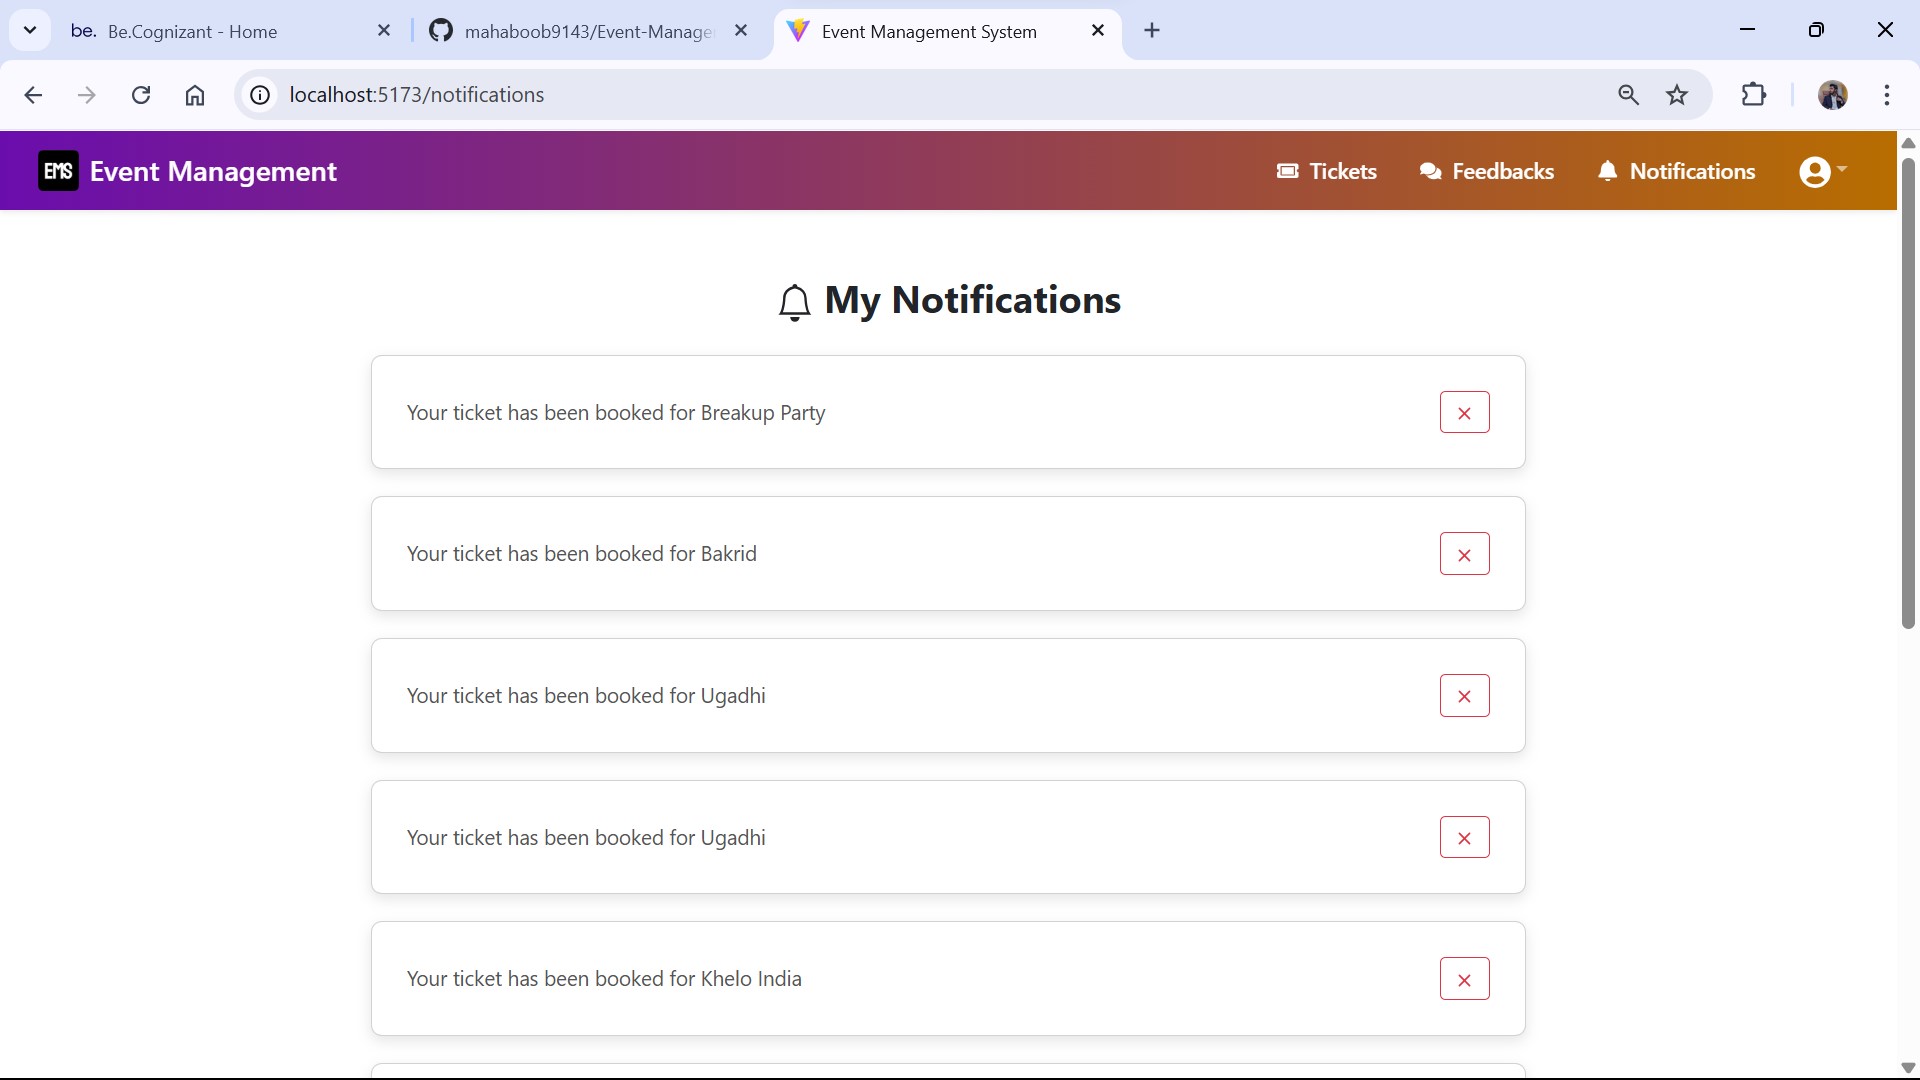 be. Be.Cognizant - Home
mahaboob9143/Event-Manage
Event Management System
localhost:5173/notifications
EMS Event Management
Tickets
Feedbacks
Notifications
My Notifications
Your ticket has been booked for Breakup Party
Your ticket has been booked for Bakrid
Your ticket has been booked for Ugadhi
Your ticket has been booked for Ugadhi
Your ticket has been booked for Khelo India